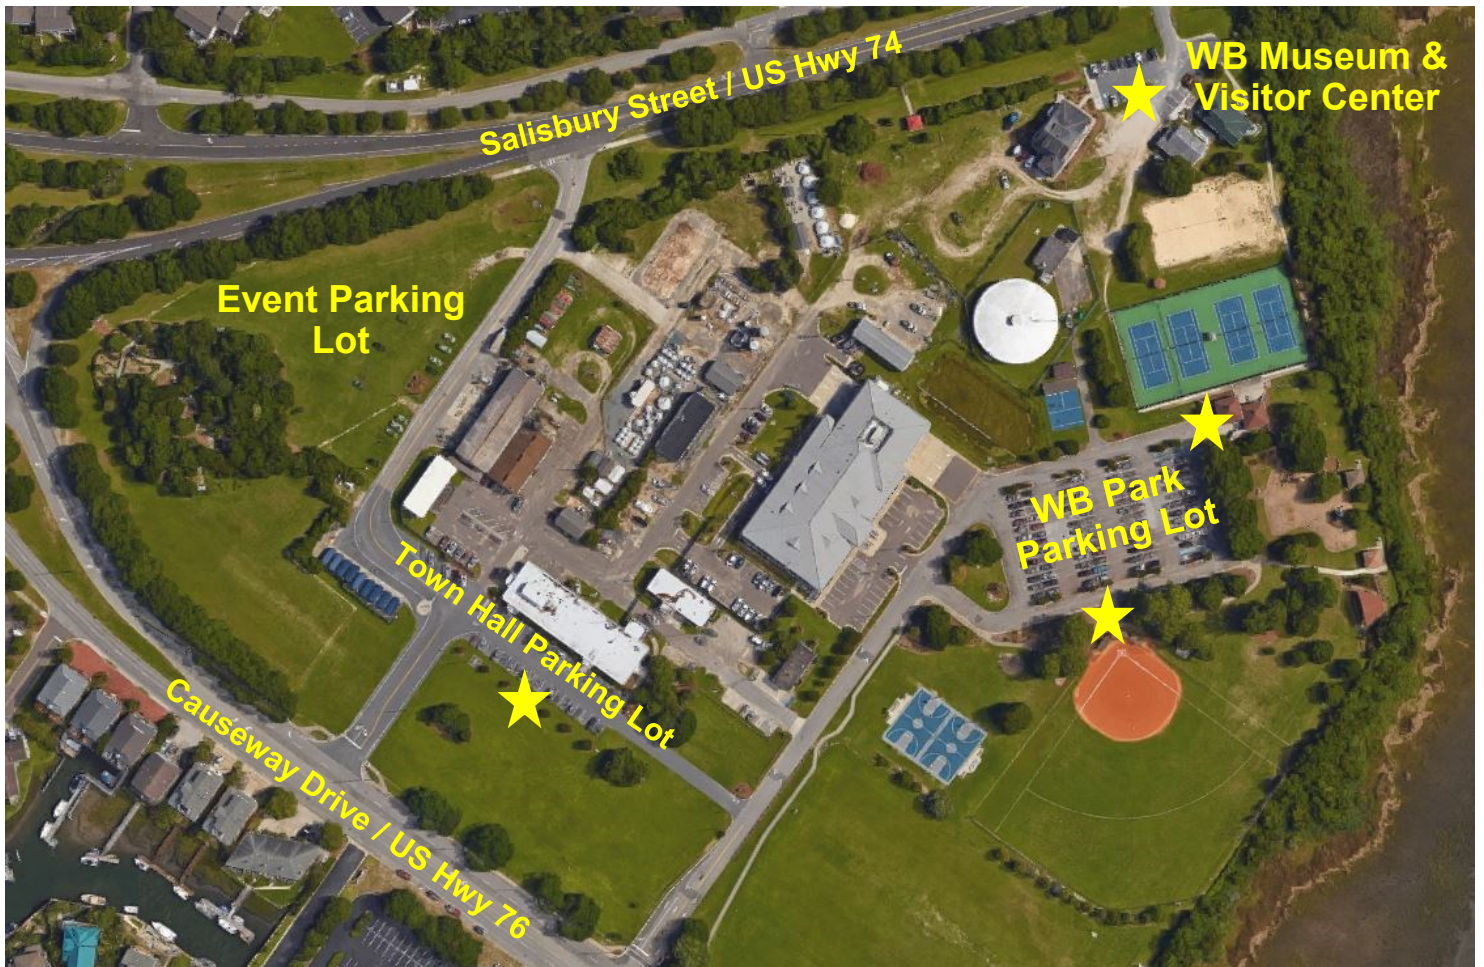 Salisbury Street / US Hwy 74
WB Museum &
Visitor Center
Event Parking
Lot
WB Park
Parking Lot
Town Hall Parking Lot
Causeway Drive / US Hwy 76